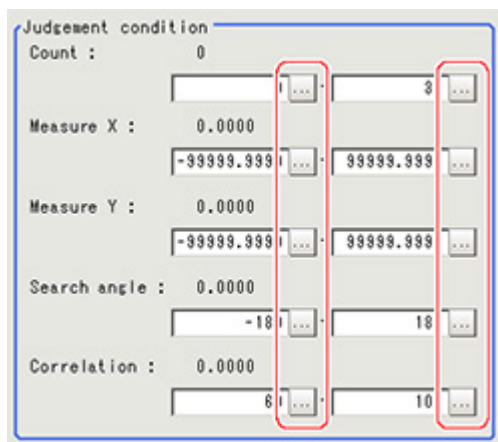 Judgement condition
Count : 0
... 3 ...
Measure X : 0.0000
-99999.999 ... 99999.999 ...
Measure Y : 0.0000
-99999.999 ... 99999.999 ...
Search angle : 0.0000
-18 ... 18 ...
Correlation : 0.0000
6 ... 10 ...